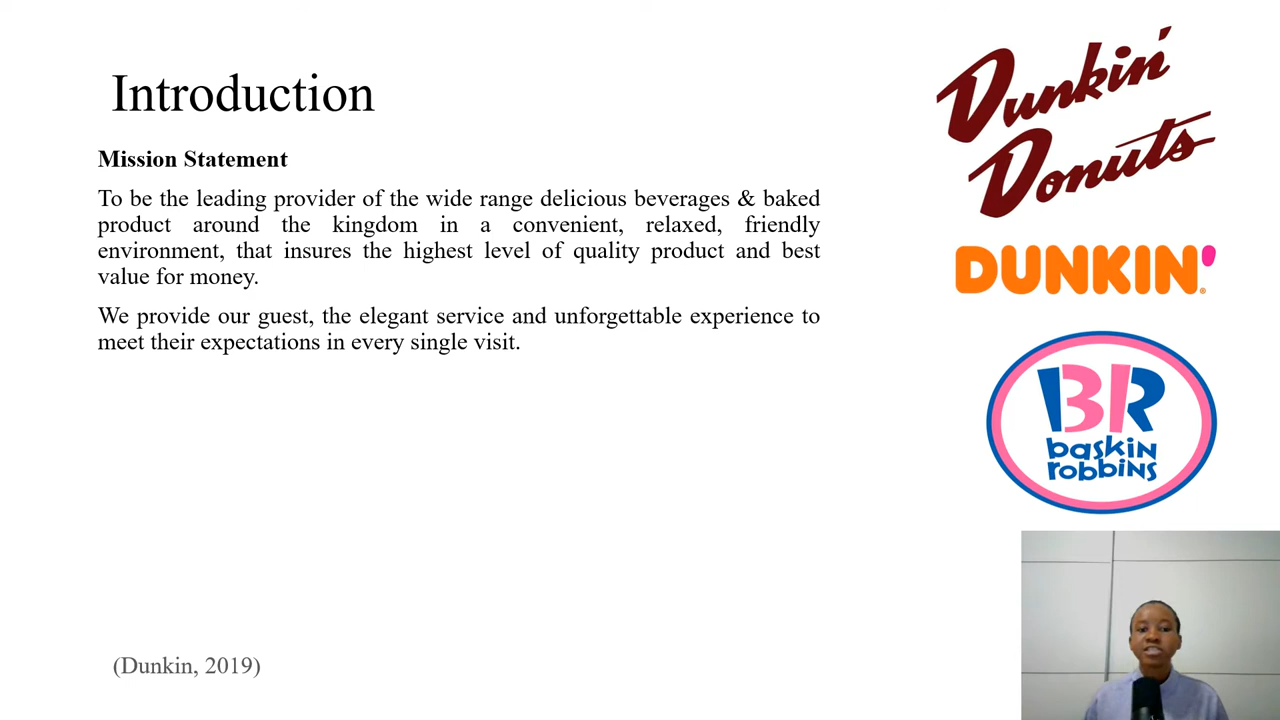 Introduction
Mission Statement
To be the leading provider of the wide range delicious beverages & baked
product around the kingdom in a convenient, relaxed, friendly
environment, that insures the highest level of quality product and best
value for money.
We provide our guest, the elegant service and unforgettable experience to
meet their expectations in every single visit.
(Dunkin, 2019)
Dunkin'
Donuts
DUNKIN'
BR
baskin
robbins